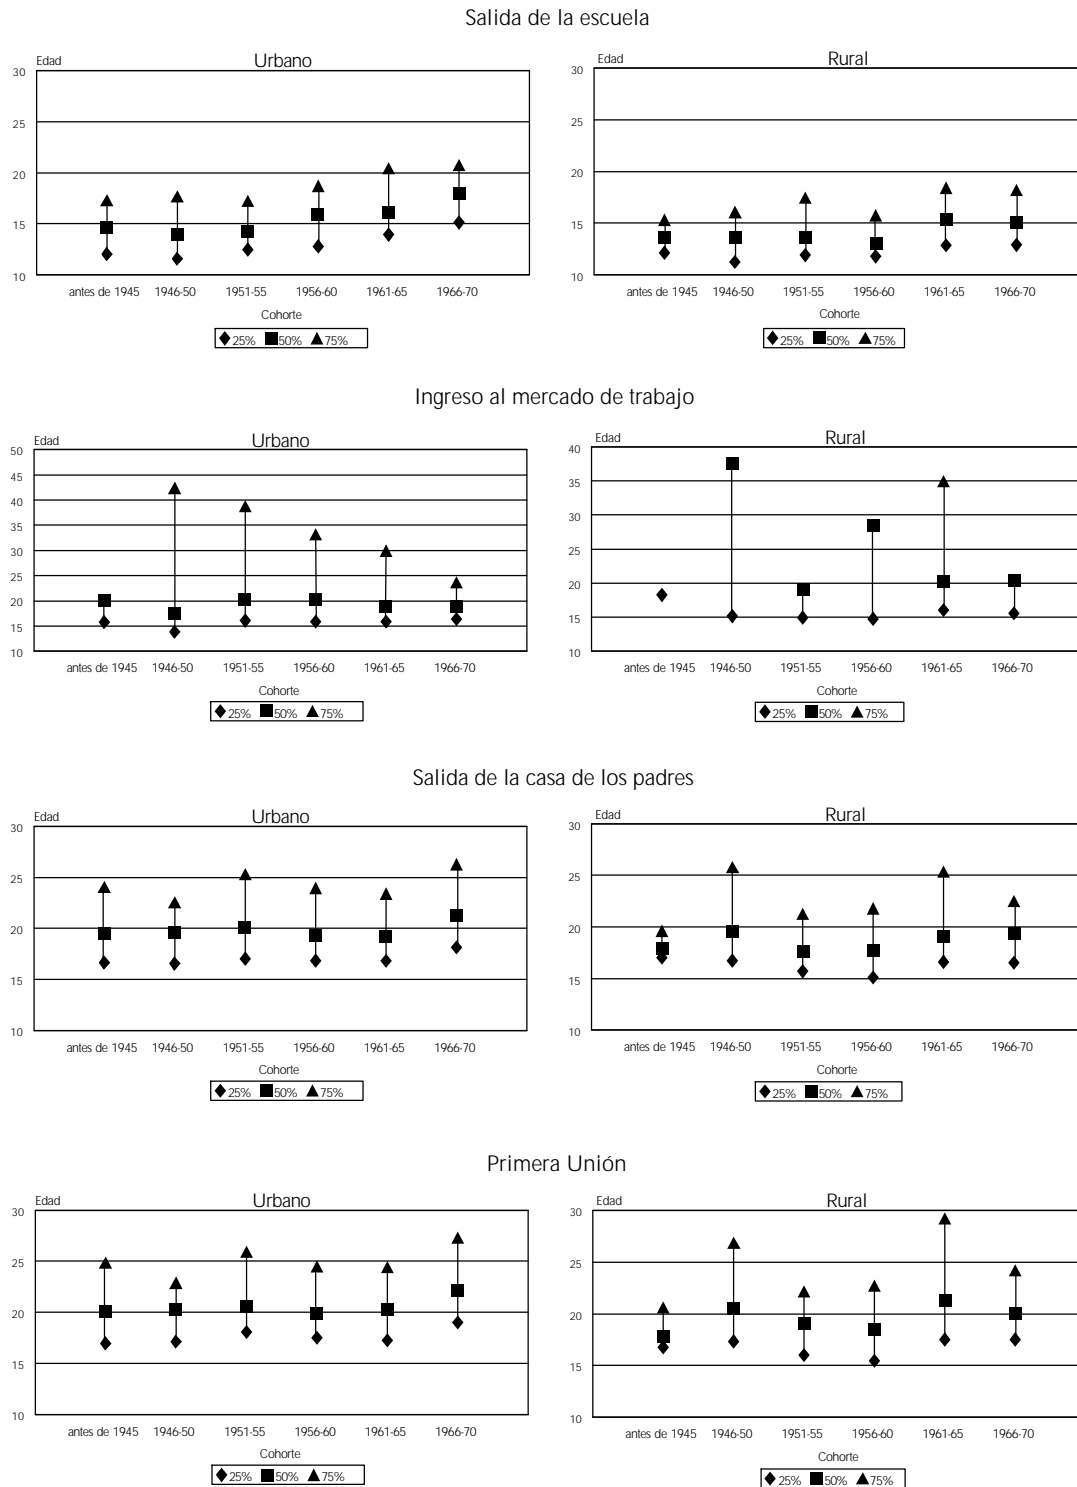 Salida de la escuela
Edad
Urbano
30
25
20
15
10
antes de 1945 1946-50 1951-55 1956-60 1961-65 1966-70
Cohorte
25% 50% 75%
Edad
Rural
30
25
20
15
10
antes de 1945 1946-50 1951-55 1956-60 1961-65 1966-70
Cohorte
25% 50% 75%
Ingreso al mercado de trabajo
Edad
Urbano
50
45
40
35
30
25
20
15
10
antes de 1945 1946-50 1951-55 1956-60 1961-65 1966-70
Cohorte
25% 50% 75%
Edad
Rural
40
35
30
25
20
15
10
antes de 1945 1946-50 1951-55 1956-60 1961-65 1966-70
Cohorte
25% 50% 75%
Salida de la casa de los padres
Edad
Urbano
30
25
20
15
10
antes de 1945 1946-50 1951-55 1956-60 1961-65 1966-70
Cohorte
25% 50% 75%
Edad
Rural
30
25
20
15
10
antes de 1945 1946-50 1951-55 1956-60 1961-65 1966-70
Cohorte
25% 50% 75%
Primera Unión
Edad
Urbano
30
25
20
15
10
antes de 1945 1946-50 1951-55 1956-60 1961-65 1966-70
Cohorte
25% 50% 75%
Edad
Rural
30
25
20
15
10
antes de 1945 1946-50 1951-55 1956-60 1961-65 1966-70
Cohorte
25% 50% 75%